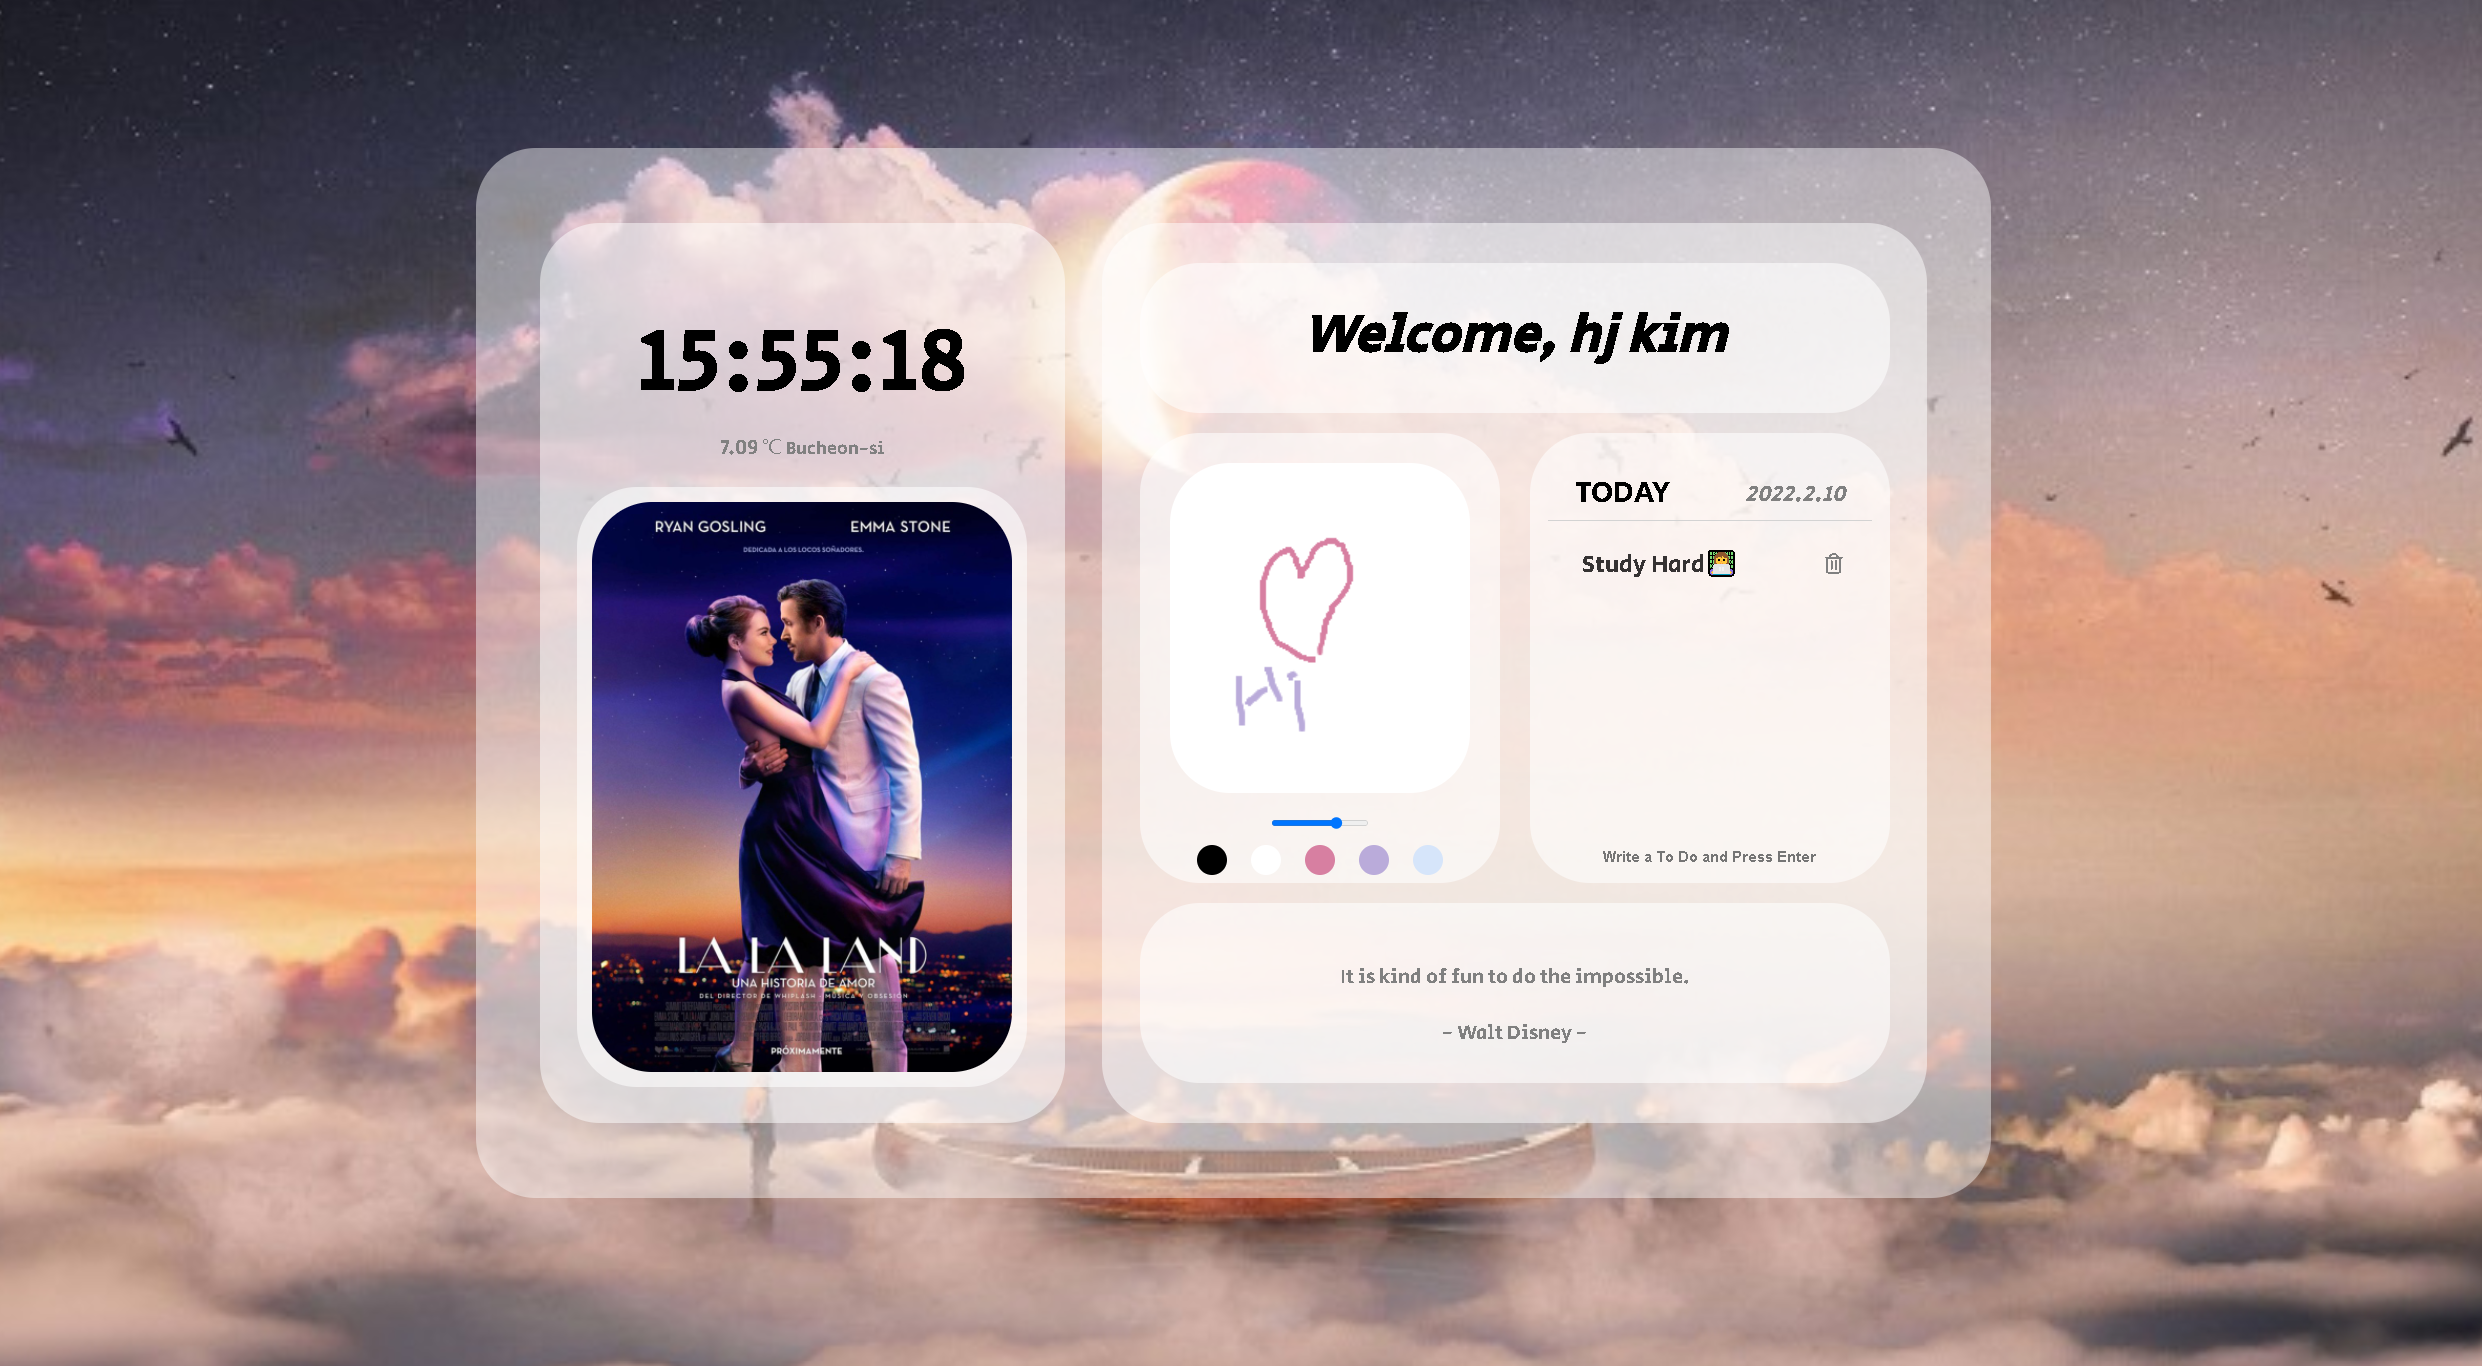 15:55:18
7.09 ℃ Bucheon-si
RYAN GOSLING EMMA STONE
DEDICADA A LOS LOCOS SOÑADORES.
LA LA LAND
UNA HISTORIA DE AMOR
DEL DIRECTOR DE WHIPLASH · MÚSICA Y OBSESIÓN
PRÓXIMAMENTE
Welcome, hj kim
Hi
TODAY 2022.2.10
Study Hard👩‍💻
Write a To Do and Press Enter
It is kind of fun to do the impossible.
- Walt Disney -